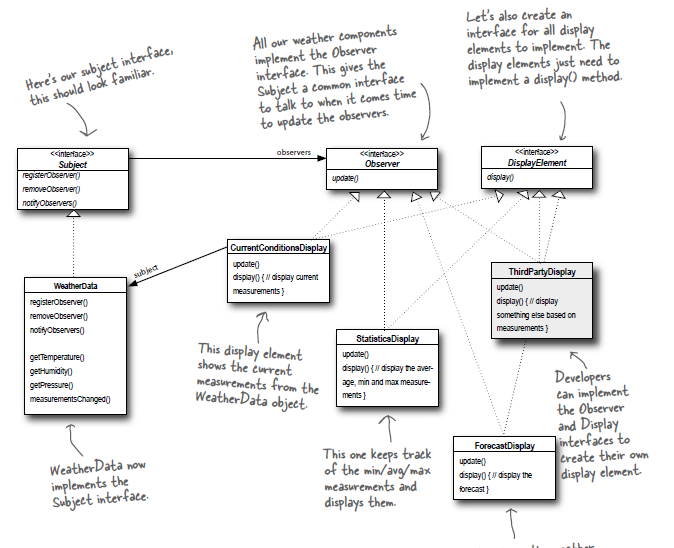 Here's our subject interface,
this should look familiar.
All our weather components
implement the Observer
interface. This gives the
Subject a common interface
to talk to when it comes time
to update the observers.
Let's also create an
interface for all display
elements to implement. The
display elements just need to
implement a display() method.
<<interface>>
Subject
registerObserver()
removeObserver()
notifyObservers()
observers
<<interface>>
Observer
update()
<<interface>>
DisplayElement
display()
subject
WeatherData
registerObserver()
removeObserver()
notifyObservers()
getTemperature()
getHumidity()
getPressure()
measurementsChanged()
CurrentConditionsDisplay
update()
display() { // display current
measurements }
ThirdPartyDisplay
update()
display() { // display
something else based on
measurements }
StatisticsDisplay
update()
display() { // display the aver-
age, min and max measure-
ments }
ForecastDisplay
update()
display() { // display the
forecast }
This display element
shows the current
measurements from the
WeatherData object.
Developers
can implement
the Observer
and Display
interfaces to
create their own
display element.
WeatherData now
implements the
Subject interface.
This one keeps track
of the min/avg/max
measurements and
displays them.